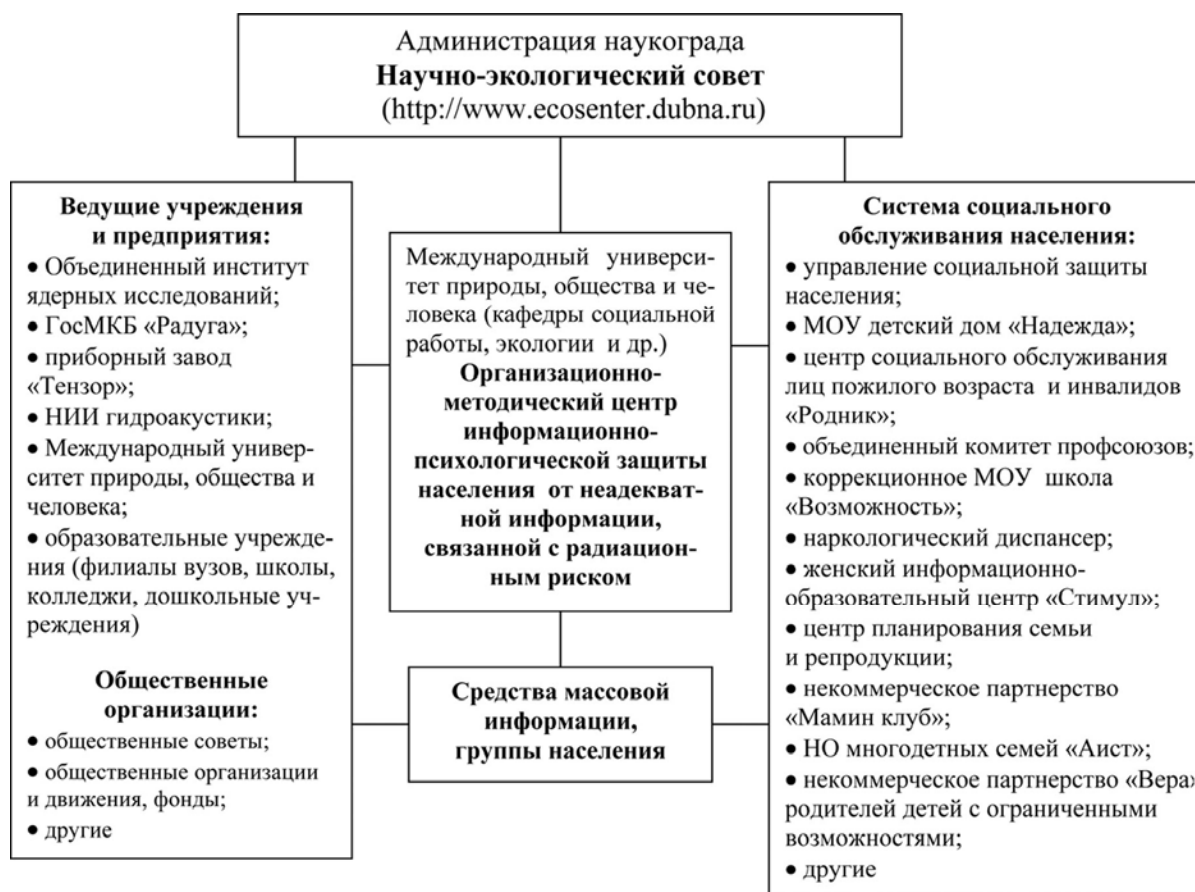 Администрация наукограда
Научно-экологический совет
(http://www.ecosenter.dubna.ru)
Ведущие учреждения
и предприятия:
• Объединенный институт
ядерных исследований;
• ГосМКБ «Радуга»;
• приборный завод
«Тензор»;
• НИИ гидроакустики;
• Международный универ-
ситет природы, общества и
человека;
• образовательные учрежде-
ния (филиалы вузов, школы,
колледжи, дошкольные уч-
реждения)
Общественные
организации:
• общественные советы;
• общественные организации
и движения, фонды;
• другие
Международный универси-
тет природы, общества и че-
ловека (кафедры социальной
работы, экологии и др.)
Организационно-
методический центр
информационно-
психологической защиты
населения от неадекват-
ной информации,
связанной с радиацион-
ным риском
Средства массовой
информации,
группы населения
Система социального
обслуживания населения:
• управление социальной защиты
населения;
• МОУ детский дом «Надежда»;
• центр социального обслуживания
лиц пожилого возраста и инвалидов
«Родник»;
• объединенный комитет профсоюзов;
• коррекционное МОУ школа
«Возможность»;
• наркологический диспансер;
• женский информационно-
образовательный центр «Стимул»;
• центр планирования семьи
и репродукции;
• некоммерческое партнерство
«Мамин клуб»;
• НО многодетных семей «Аист»;
• некоммерческое партнерство «Вера»
родителей детей с ограниченными
возможностями;
• другие